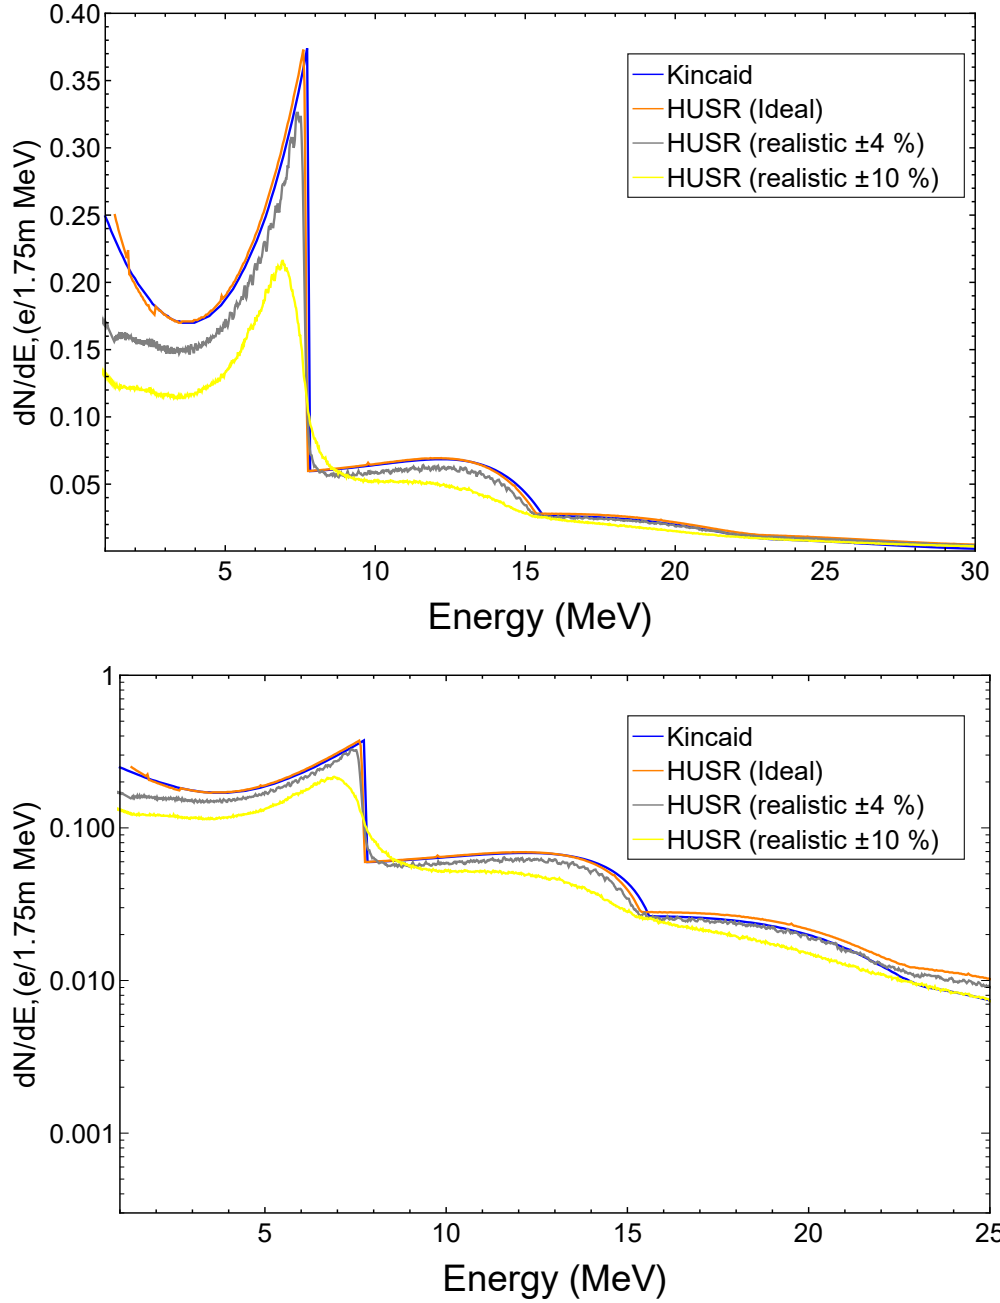 0.40
0.35
0.30
0.25
0.20
0.15
0.10
0.05
dN/dE,(e/1.75m MeV)
Kincaid
HUSR (Ideal)
HUSR (realistic ±4 %)
HUSR (realistic ±10 %)
5 10 15 20 25 30
Energy (MeV)
1
0.100
0.010
0.001
dN/dE,(e/1.75m MeV)
Kincaid
HUSR (Ideal)
HUSR (realistic ±4 %)
HUSR (realistic ±10 %)
5 10 15 20 25
Energy (MeV)